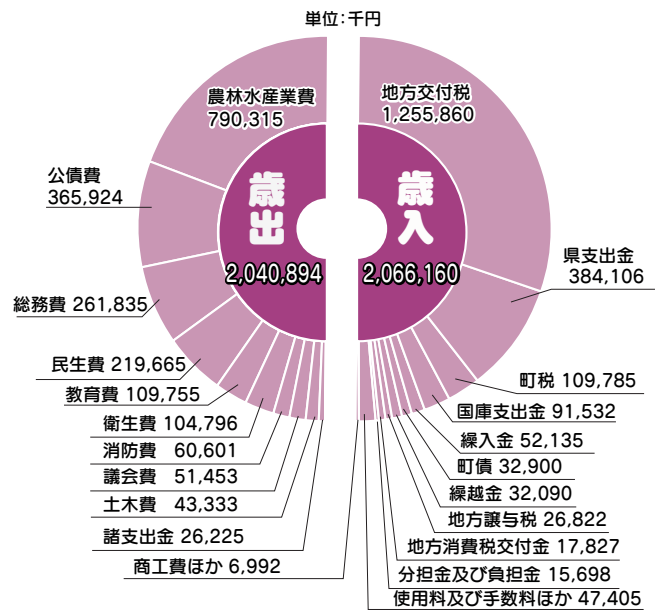 単位：千円
農林水産業費
790,315
公債費
365,924
総務費 261,835
民生費 219,665
教育費 109,755
衛生費 104,796
消防費 60,601
議会費 51,453
土木費 43,333
諸支出金 26,225
商工費ほか 6,992
歳出
2,040,894
歳入
2,066,160
地方交付税
1,255,860
県支出金
384,106
町税 109,785
国庫支出金 91,532
繰入金 52,135
町債 32,900
繰越金 32,090
地方譲与税 26,822
地方消費税交付金 17,827
分担金及び負担金 15,698
使用料及び手数料ほか 47,405